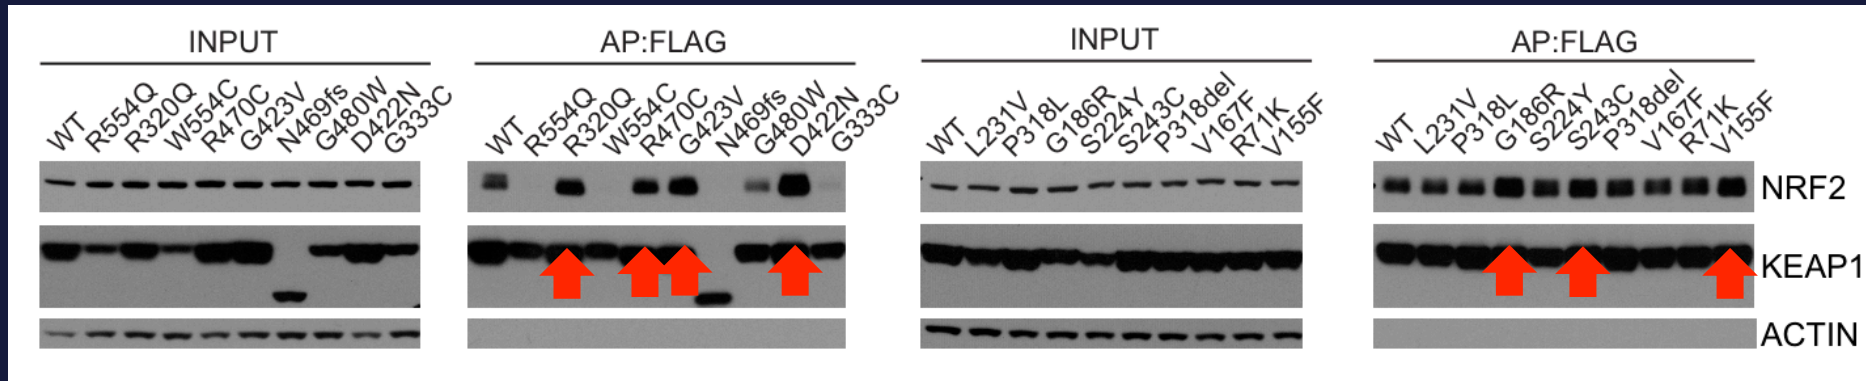 INPUT AP:FLAG INPUT AP:FLAG
WT R554Q R320Q W554C R470C G423V N469fs G480W D422N G333C WT R554Q R320Q W554C R470C G423V N469fs G480W D422N G333C WT L231V P318L G186R S224Y S243C P318del V167F R71K V155F WT L231V P318L G186R S224Y S243C P318del V167F R71K V155F
NRF2
KEAP1
ACTIN